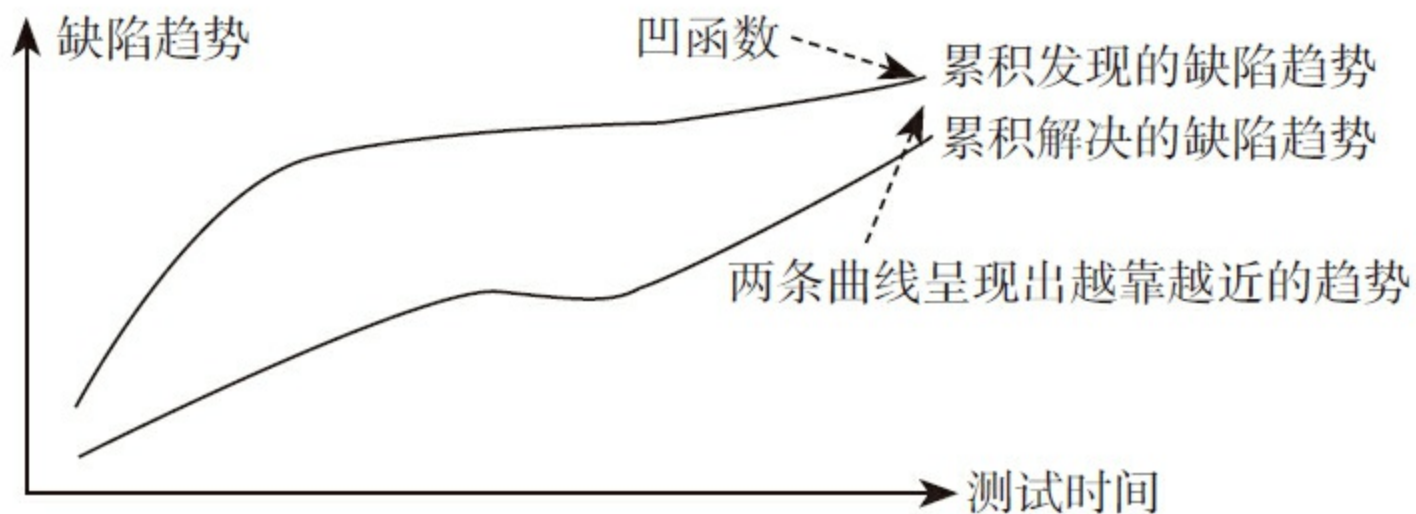 缺陷趋势
凹函数
累积发现的缺陷趋势
累积解决的缺陷趋势
两条曲线呈现出越靠越近的趋势
测试时间